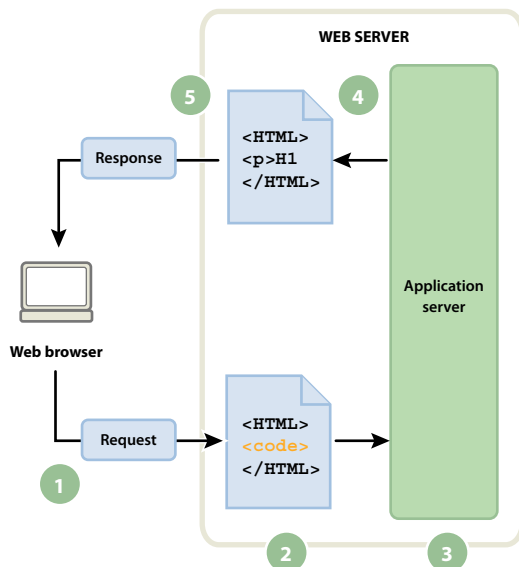 WEB SERVER
5
4
<HTML>
<p>H1
</HTML>
Response
Application
server
Web browser
<HTML>
<code>
</HTML>
Request
1
2
3